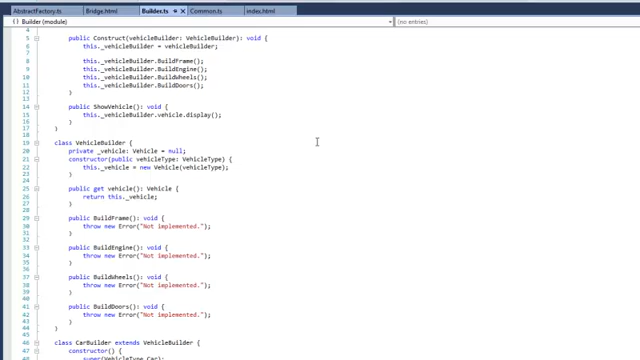 AbstractFactory.ts Bridge.html Builder.ts Common.ts index.html
{} Builder (module) (no entries)
4
5 public Construct(vehicleBuilder: VehicleBuilder): void {
6 this._vehicleBuilder = vehicleBuilder;
7
8 this._vehicleBuilder.BuildFrame();
9 this._vehicleBuilder.BuildEngine();
10 this._vehicleBuilder.BuildWheels();
11 this._vehicleBuilder.BuildDoors();
12 }
13
14 public ShowVehicle(): void {
15 this._vehicleBuilder.vehicle.display();
16 }
17 }
18
19 class VehicleBuilder {
20 private _vehicle: Vehicle = null;
21 constructor(public vehicleType: VehicleType) {
22 this._vehicle = new Vehicle(vehicleType);
23 }
24
25 public get vehicle(): Vehicle {
26 return this._vehicle;
27 }
28
29 public BuildFrame(): void {
30 throw new Error("Not implemented.");
31 }
32
33 public BuildEngine(): void {
34 throw new Error("Not implemented.");
35 }
36
37 public BuildWheels(): void {
38 throw new Error("Not implemented.");
39 }
40
41 public BuildDoors(): void {
42 throw new Error("Not implemented.");
43 }
44 }
45
46 class CarBuilder extends VehicleBuilder {
47 constructor() {
48 super(VehicleType.Car);